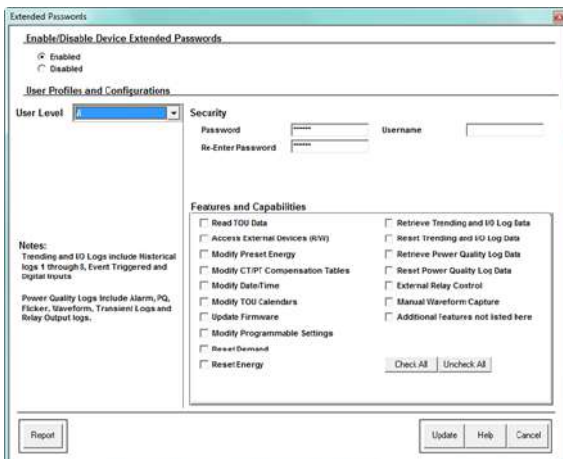 Extended Passwords
Enable/Disable Device Extended Passwords
Enabled
Disabled
User Profiles and Configurations
User Level
A
Security
Password
******
Username
Re-Enter Password
******
Features and Capabilities
Read TOU Data
Access External Devices (R/W)
Modify Preset Energy
Modify CT/PT Compensation Tables
Modify Date/Time
Modify TOU Calendars
Update Firmware
Modify Programmable Settings
Reset Demand
Reset Energy
Retrieve Trending and I/O Log Data
Reset Trending and I/O Log Data
Retrieve Power Quality Log Data
Reset Power Quality Log Data
External Relay Control
Manual Waveform Capture
Additional features not listed here
Check All
Uncheck All
Notes:
Trending and I/O Logs include Historical
logs 1 through 8, Event Triggered and
Digital Inputs
Power Quality Logs Include Alarm, PQ,
Flicker, Waveform, Transient Logs and
Relay Output logs.
Report
Update
Help
Cancel